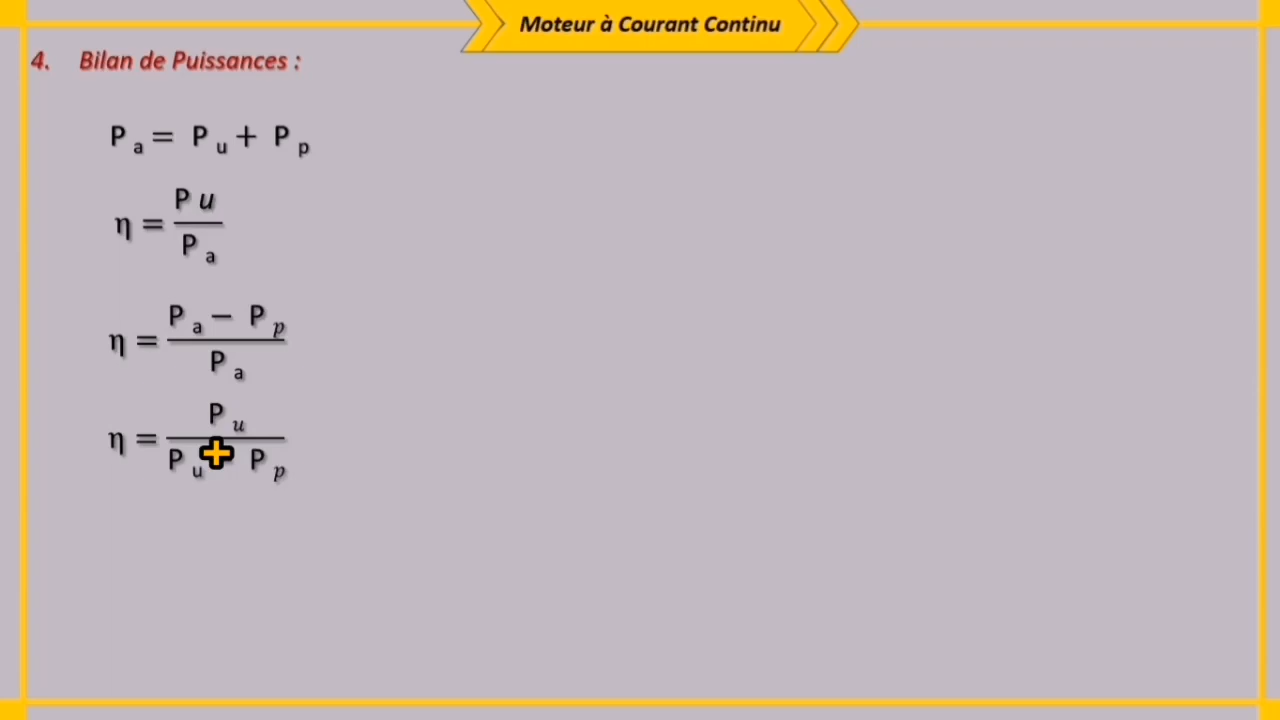 Moteur à Courant Continu
4. Bilan de Puissances :
P a = P u + P p
η = P u / P a
η = P a − P p / P a
η = P u / P u + P p